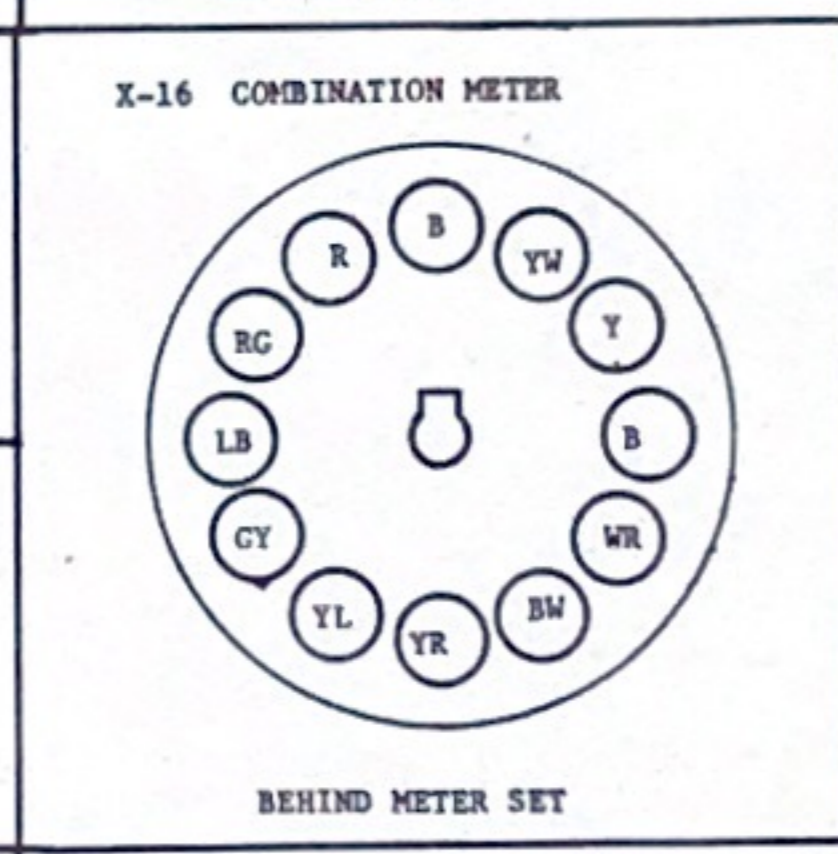 X-16 COMBINATION METER
B
R
YW
RG
Y
LB
B
GY
WR
YL
BW
YR
BEHIND METER SET